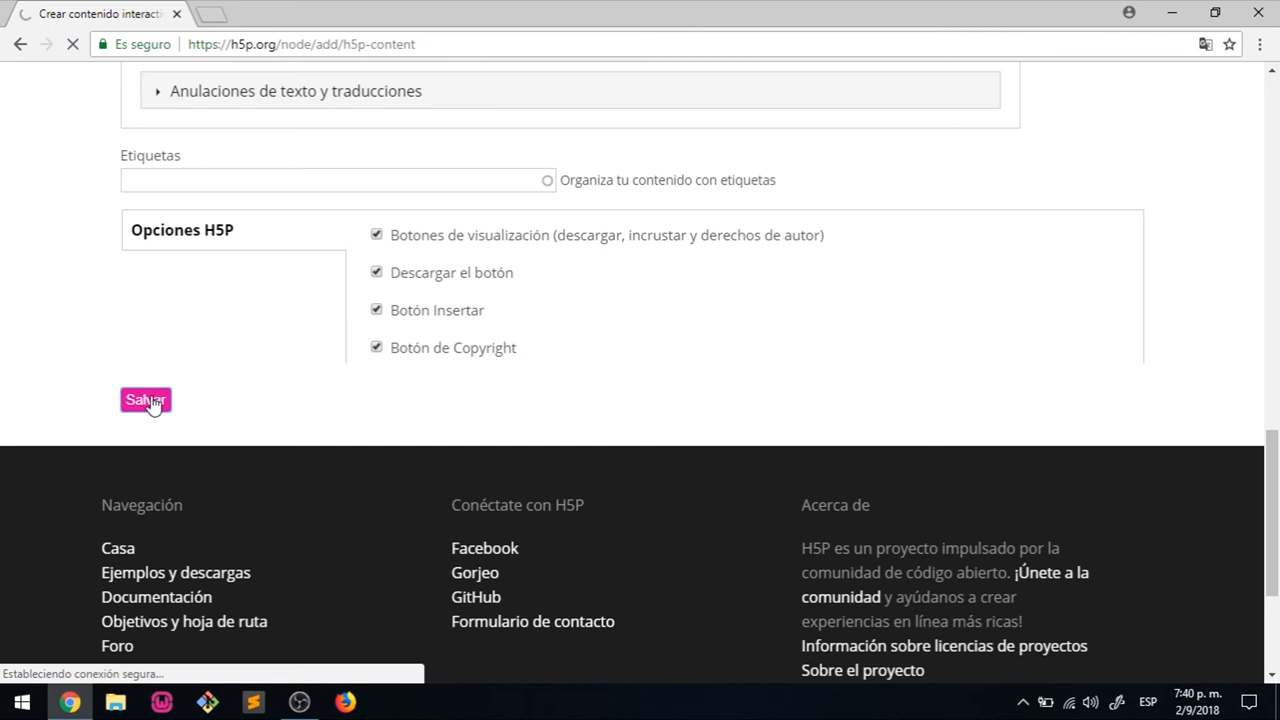 Crear contenido interacti
Es seguro
https://h5p.org/node/add/h5p-content
Anulaciones de texto y traducciones
Etiquetas
Organiza tu contenido con etiquetas
Opciones H5P
Botones de visualización (descargar, incrustar y derechos de autor)
Descargar el botón
Botón Insertar
Botón de Copyright
Salvar
Navegación
Casa
Ejemplos y descargas
Documentación
Objetivos y hoja de ruta
Foro
Conéctate con H5P
Facebook
Gorjeo
GitHub
Formulario de contacto
Acerca de
H5P es un proyecto impulsado por la
comunidad de código abierto. ¡Únete a la
comunidad y ayúdanos a crear
experiencias en línea más ricas!
Información sobre licencias de proyectos
Sobre el proyecto
Estableciendo conexión segura...
ESP
7:40 p. m.
2/9/2018